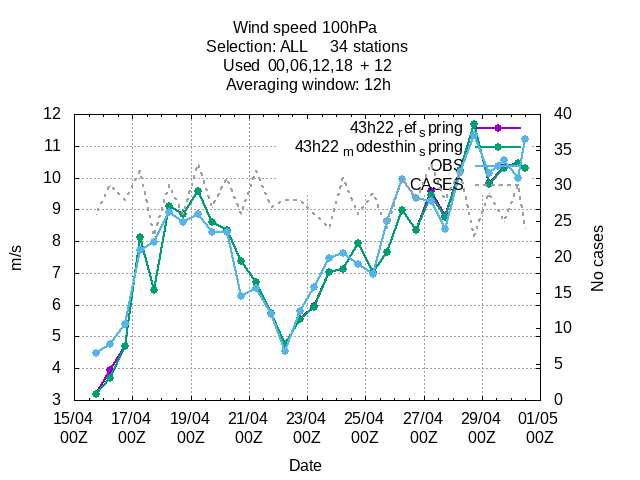 Wind speed 100hPa
Selection: ALL 34 stations
Used 00,06,12,18 + 12
Averaging window: 12h
43h22_ref_spring
43h22_modesthin_spring
OBS
CASES
12
11
10
9
8
7
6
5
4
3
40
35
30
25
20
15
10
5
0
m/s
No cases
15/04 17/04 19/04 21/04 23/04 25/04 27/04 29/04 01/05
00Z 00Z 00Z 00Z 00Z 00Z 00Z 00Z 00Z
Date